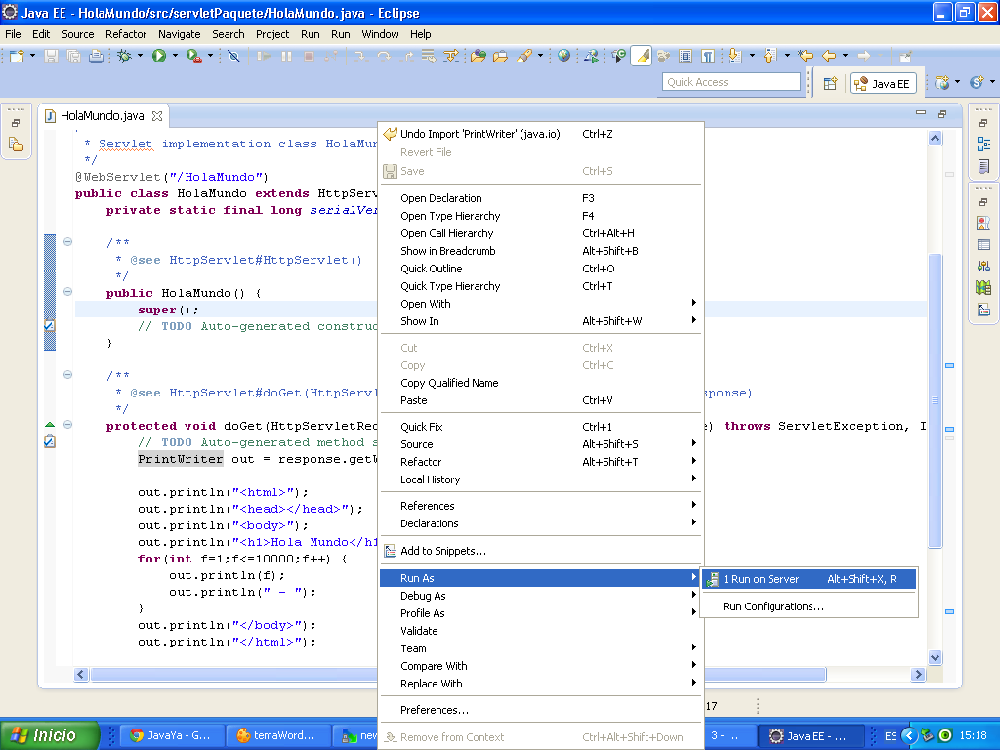 Java EE - HolaMundo/src/servletPaquete/HolaMundo.java - Eclipse
File Edit Source Refactor Navigate Search Project Run Run Window Help
Quick Access
Java EE
HolaMundo.java
* Servlet implementation class HolaMun
*/
@WebServlet("/HolaMundo")
public class HolaMundo extends HttpServ
private static final long serialVer
/**
* @see HttpServlet#HttpServlet()
*/
public HolaMundo() {
super();
// TODO Auto-generated construc
}
/**
* @see HttpServlet#doGet(HttpServl ponse)
*/
protected void doGet(HttpServletReq e) throws ServletException, I
// TODO Auto-generated method s
PrintWriter out = response.getW
out.println("<html>");
out.println("<head></head>");
out.println("<body>");
out.println("<h1>Hola Mundo</h1
for(int f=1;f<=10000;f++) {
out.println(f);
out.println(" - ");
}
out.println("</body>");
out.println("</html>");
Undo Import 'PrintWriter' (java.io) Ctrl+Z
Revert File
Save Ctrl+S
Open Declaration F3
Open Type Hierarchy F4
Open Call Hierarchy Ctrl+Alt+H
Show in Breadcrumb Alt+Shift+B
Quick Outline Ctrl+O
Quick Type Hierarchy Ctrl+T
Open With
Show In Alt+Shift+W
Cut Ctrl+X
Copy Ctrl+C
Copy Qualified Name
Paste Ctrl+V
Quick Fix Ctrl+1
Source Alt+Shift+S
Refactor Alt+Shift+T
Local History
References
Declarations
Add to Snippets...
Run As
Debug As
Profile As
Validate
Team
Compare With
Replace With
Preferences...
Remove from Context Ctrl+Alt+Shift+Down
1 Run on Server Alt+Shift+X, R
Run Configurations...
17
Inicio
JavaYa - G...
temaWord...
new
3 - ...
Java EE - ...
ES
15:18